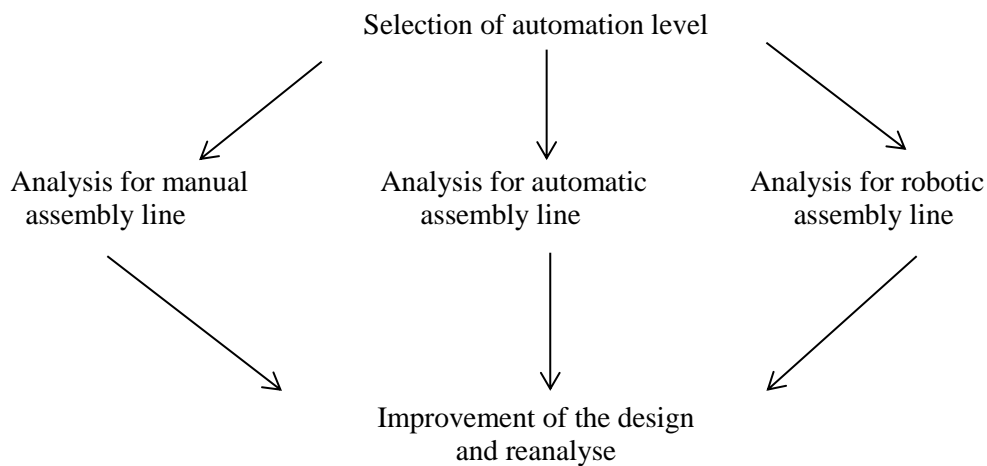 Selection of automation level
Analysis for manual
assembly line
Analysis for automatic
assembly line
Analysis for robotic
assembly line
Improvement of the design
and reanalyse